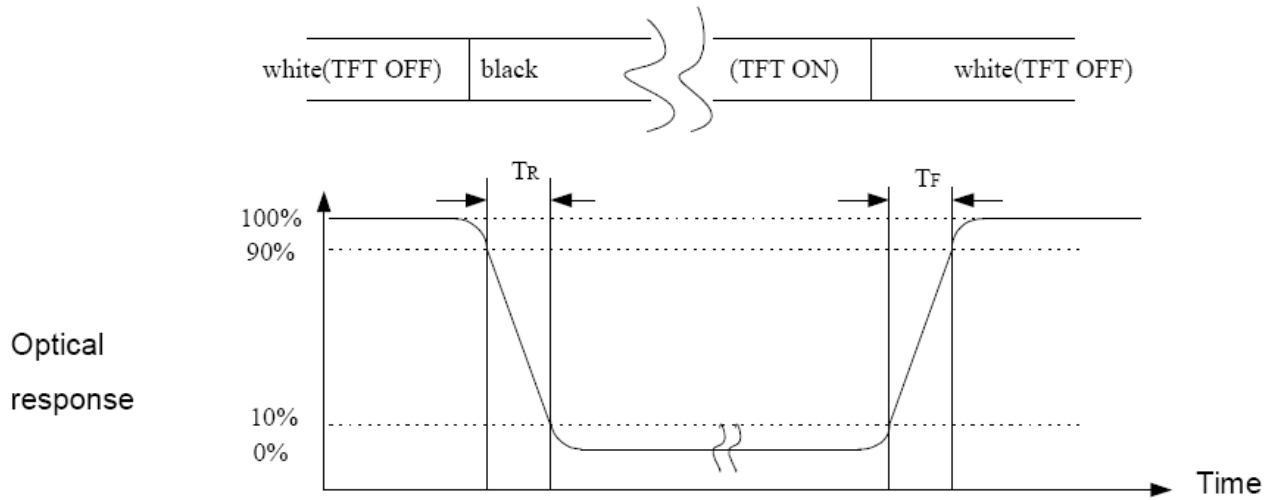 white(TFT OFF) black (TFT ON) white(TFT OFF)
TR TF
100%
90%
Optical
response
10%
0%
Time